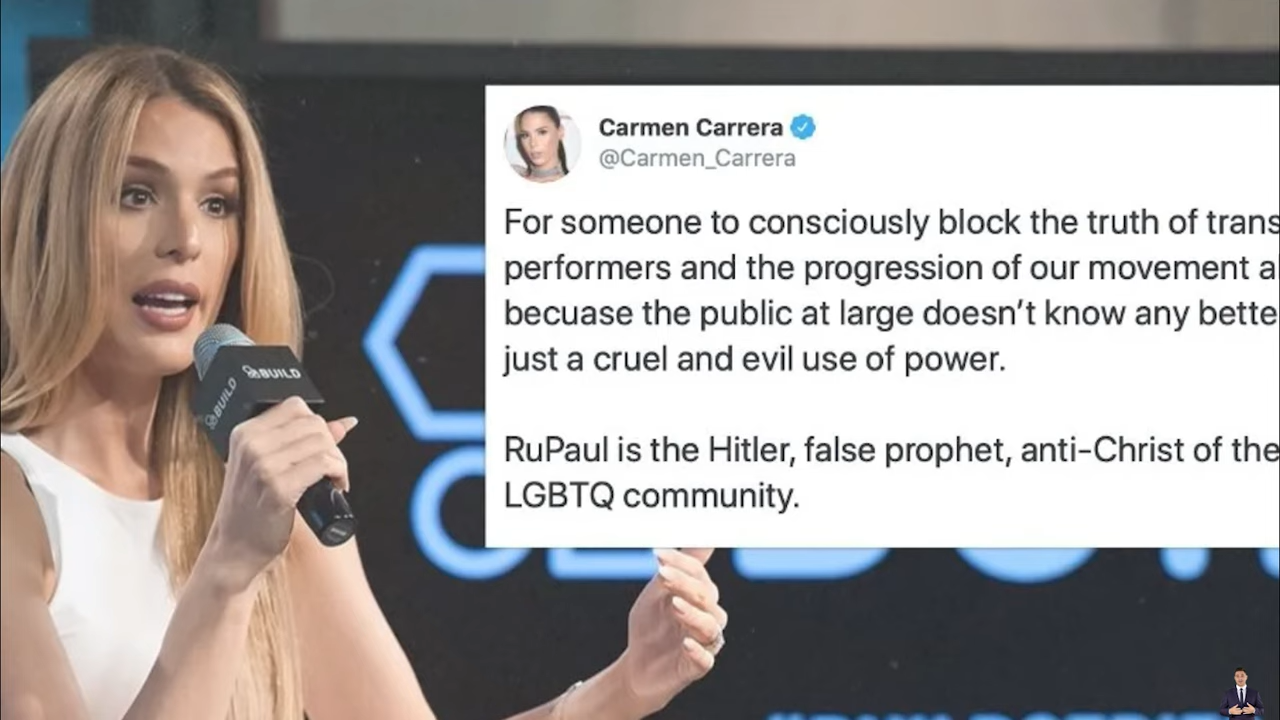 Carmen Carrera
@Carmen_Carrera
For someone to consciously block the truth of trans
performers and the progression of our movement a
becuase the public at large doesn't know any bette
just a cruel and evil use of power.
RuPaul is the Hitler, false prophet, anti-Christ of the
LGBTQ community.
BUILD
BUILD